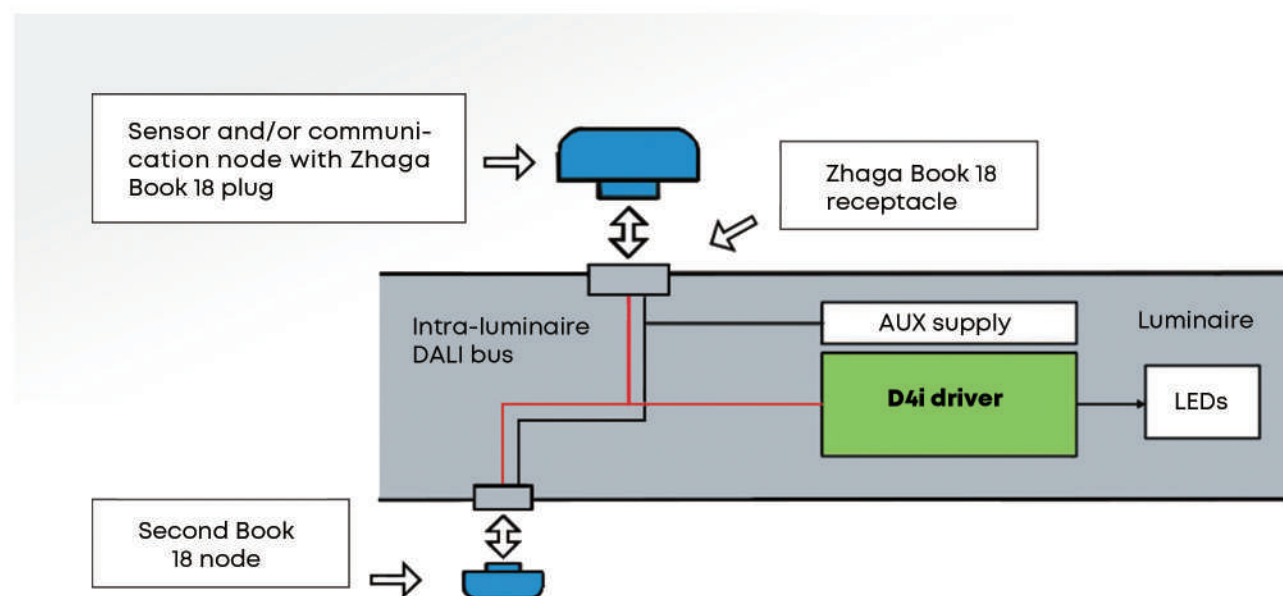 Sensor and/or communi-
cation node with Zhaga
Book 18 plug
Zhaga Book 18
receptacle
Intra-luminaire
DALI bus
AUX supply
Luminaire
D4i driver
LEDs
Second Book
18 node